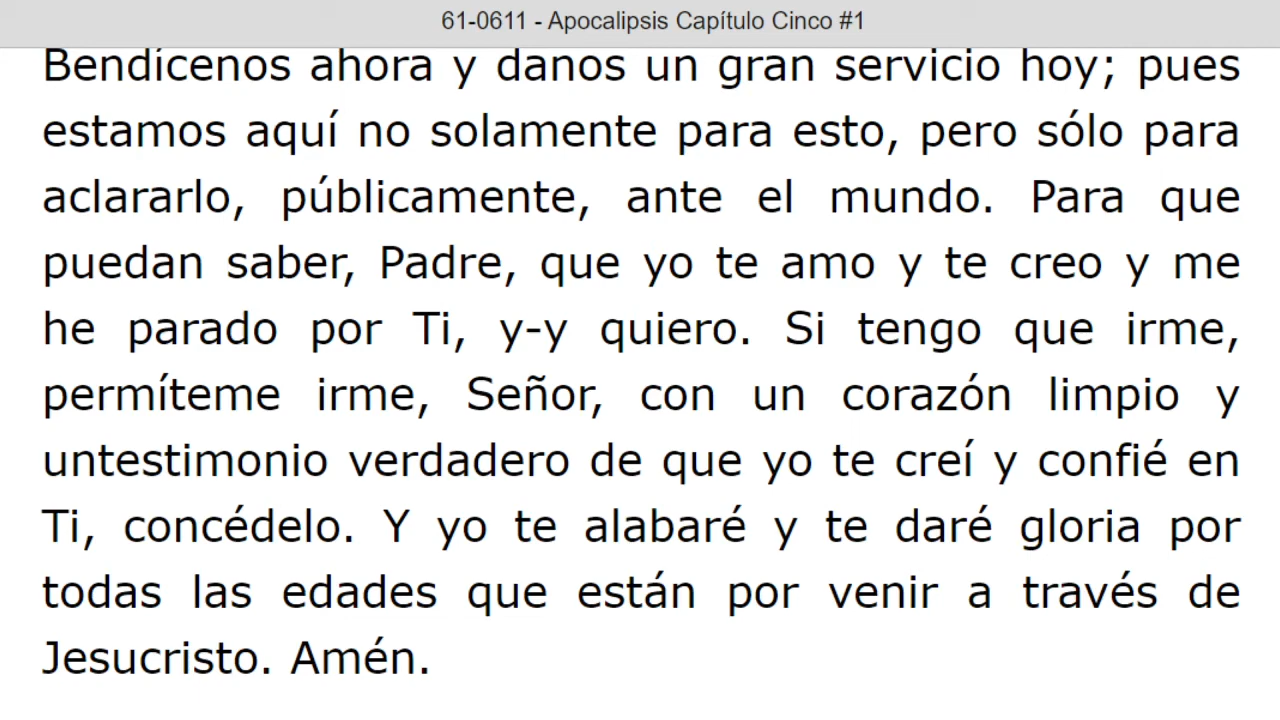 61-0611 - Apocalipsis Capítulo Cinco #1
Bendícenos ahora y danos un gran servicio hoy; pues
estamos aquí no solamente para esto, pero sólo para
aclararlo, públicamente, ante el mundo. Para que
puedan saber, Padre, que yo te amo y te creo y me
he parado por Ti, y-y quiero. Si tengo que irme,
permíteme irme, Señor, con un corazón limpio y
untestimonio verdadero de que yo te creí y confié en
Ti, concédelo. Y yo te alabaré y te daré gloria por
todas las edades que están por venir a través de
Jesucristo. Amén.